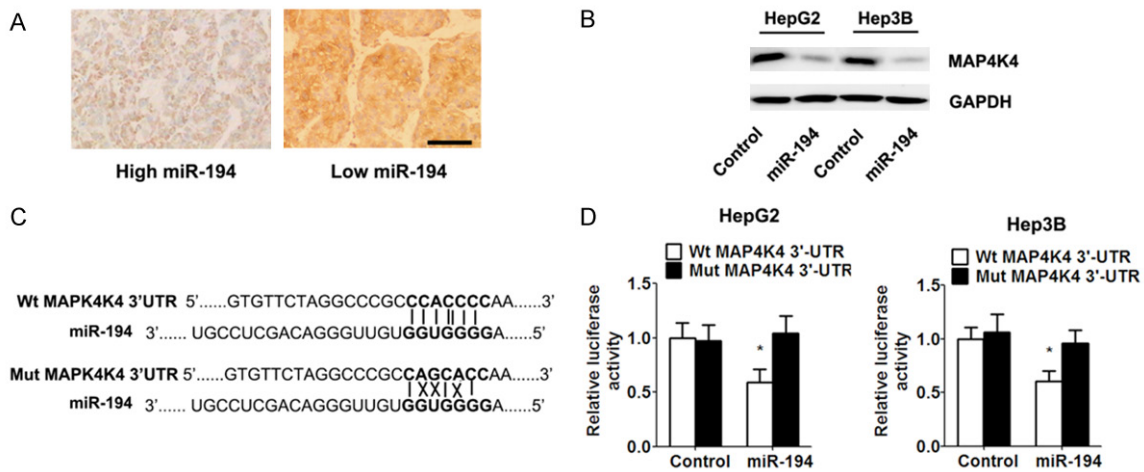 A
High miR-194
Low miR-194
B
HepG2 Hep3B
MAP4K4
GAPDH
Control miR-194 Control miR-194
C
Wt MAPK4K4 3'UTR 5'......GTGTTCTAGGCCCGCCCACCCCAA......3'
miR-194 3'...... UGCCUCGACAGGGUUGUGGUGGGGA......5'
Mut MAPK4K4 3'UTR 5'......GTGTTCTAGGCCCGCCAGCACCAA......3'
miR-194 3'...... UGCCUCGACAGGGUUGUGGUGGGGA......5'
D
HepG2
Wt MAP4K4 3'-UTR
Mut MAP4K4 3'-UTR
Relative luciferase activity
1.5
1.0
0.5
0.0
*
Control miR-194
Hep3B
Wt MAP4K4 3'-UTR
Mut MAP4K4 3'-UTR
Relative luciferase activity
1.5
1.0
0.5
0.0
*
Control miR-194